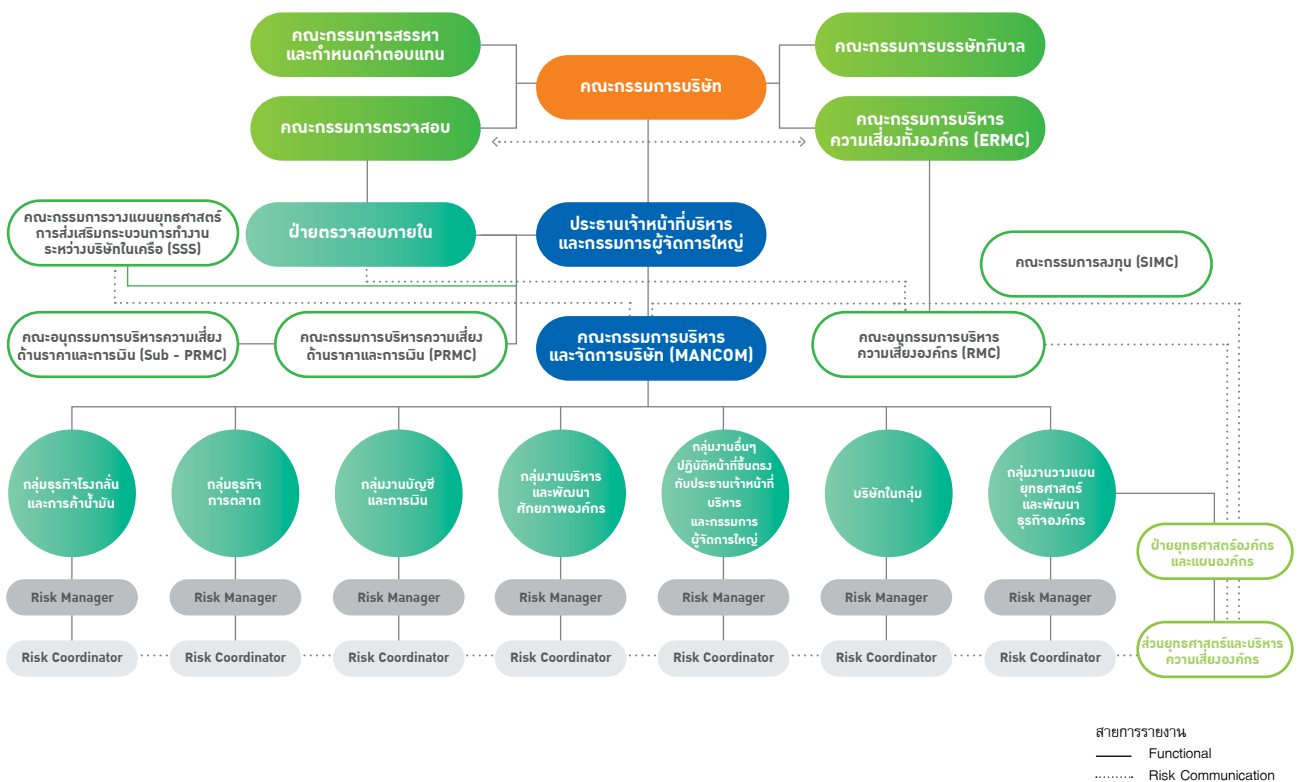 คณะกรรมการสรรหา
และกำหนดค่าตอบแทน
คณะกรรมการบริษัท
คณะกรรมการบรรษัทภิบาล
คณะกรรมการตรวจสอบ
คณะกรรมการบริหาร
ความเสี่ยงทั้งองค์กร (ERMC)
คณะกรรมการวางแผนยุทธศาสตร์
การส่งเสริมกระบวนการทำงาน
ระหว่างบริษัทในเครือ (SSS)
ฝ่ายตรวจสอบภายใน
ประธานเจ้าหน้าที่บริหาร
และกรรมการผู้จัดการใหญ่
คณะกรรมการลงทุน (SIMC)
คณะอนุกรรมการบริหารความเสี่ยง
ด้านราคาและการเงิน (Sub - PRMC)
คณะกรรมการบริหารความเสี่ยง
ด้านราคาและการเงิน (PRMC)
คณะกรรมการบริหาร
และจัดการบริษัท (MANCOM)
คณะอนุกรรมการบริหาร
ความเสี่ยงองค์กร (RMC)
กลุ่มธุรกิจโรงกลั่น
และการค้าน้ำมัน
กลุ่มธุรกิจ
การตลาด
กลุ่มงานบัญชี
และการเงิน
กลุ่มงานบริหาร
และพัฒนา
ศักยภาพองค์กร
กลุ่มงานอื่นๆ
ปฏิบัติหน้าที่ขึ้นตรง
กับประธานเจ้าหน้าที่
บริหาร
และกรรมการ
ผู้จัดการใหญ่
บริษัทในกลุ่ม
กลุ่มงานวางแผน
ยุทธศาสตร์
และพัฒนา
ธุรกิจองค์กร
ฝ่ายยุทธศาสตร์องค์กร
และแผนองค์กร
Risk Manager
Risk Manager
Risk Manager
Risk Manager
Risk Manager
Risk Manager
Risk Manager
Risk Coordinator
Risk Coordinator
Risk Coordinator
Risk Coordinator
Risk Coordinator
Risk Coordinator
Risk Coordinator
ส่วนยุทธศาสตร์และบริหาร
ความเสี่ยงองค์กร
สายการรายงาน
Functional
Risk Communication